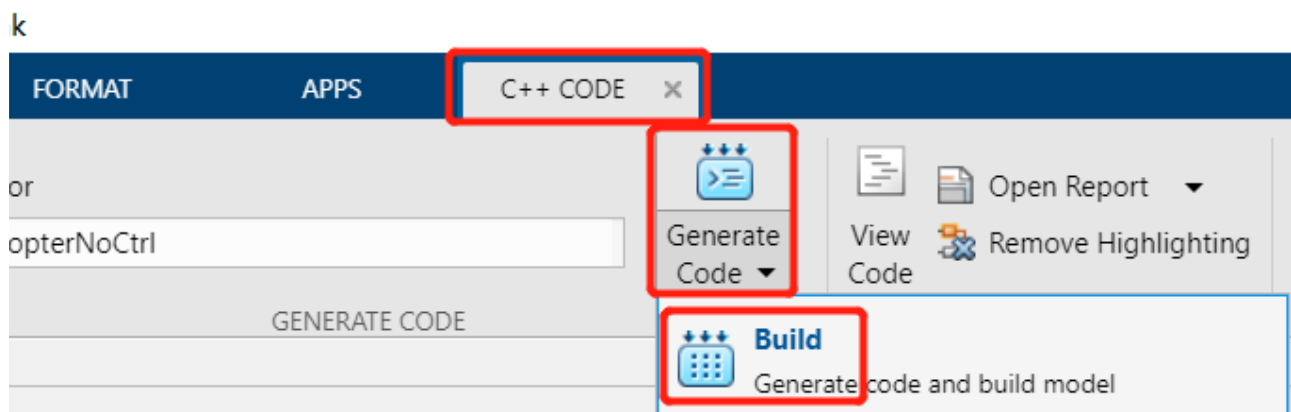 k
FORMAT APPS C++ CODE ×
or
opterNoCtrl
Generate
Code
View
Code
Open Report
Remove Highlighting
GENERATE CODE
Build
Generate code and build model